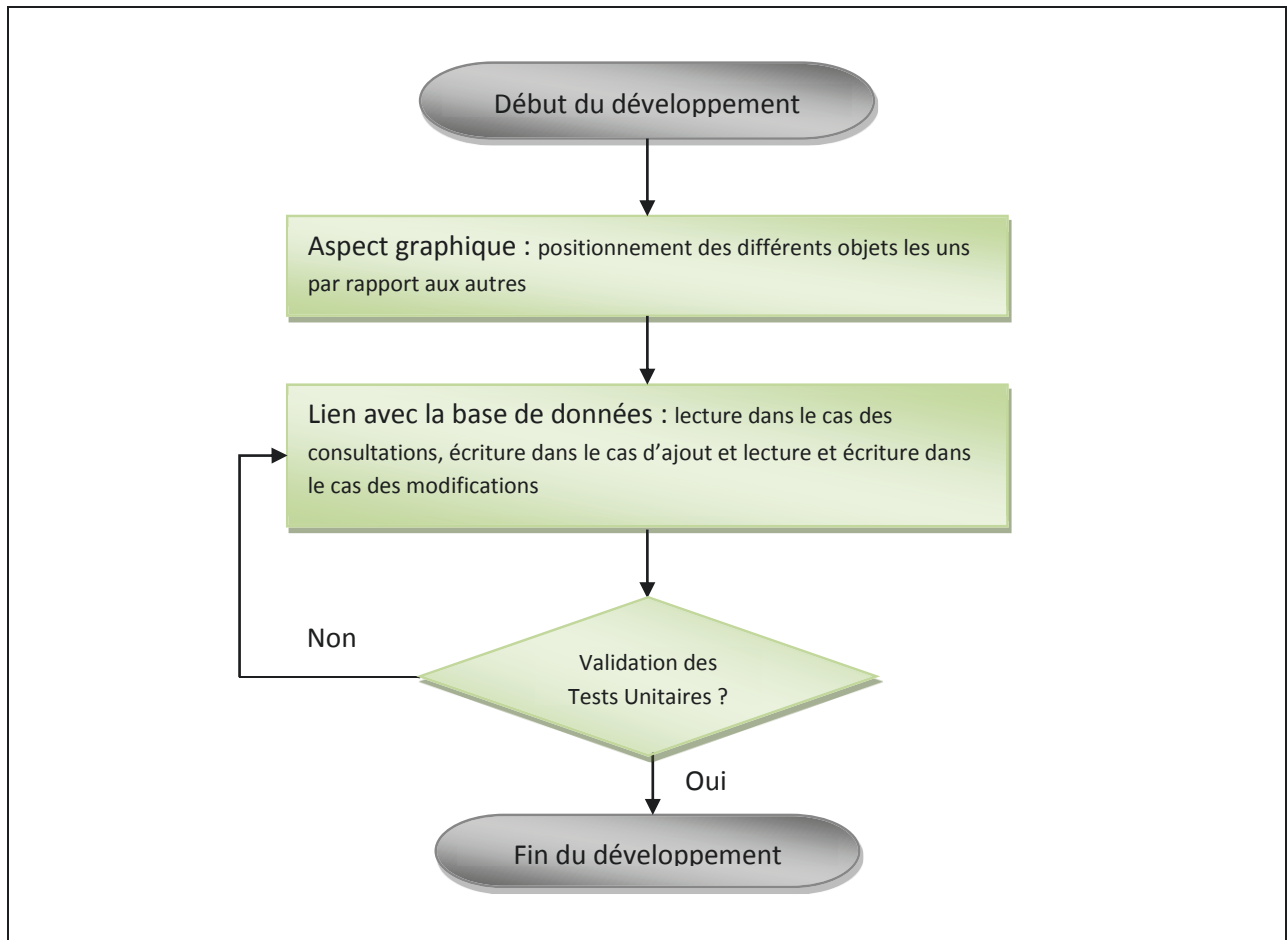 Début du développement
Aspect graphique : positionnement des différents objets les uns
par rapport aux autres
Lien avec la base de données : lecture dans le cas des
consultations, écriture dans le cas d’ajout et lecture et écriture dans
le cas des modifications
Non
Validation des
Tests Unitaires ?
Oui
Fin du développement